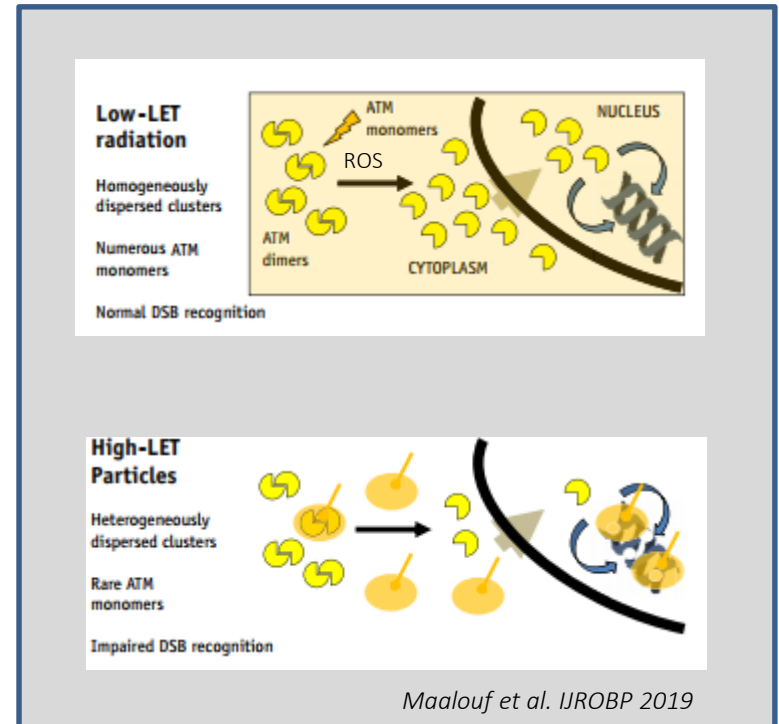 Low-LET
radiation
Homogeneously
dispersed clusters
Numerous ATM
monomers
Normal DSB recognition
ATM
monomers
ROS
ATM
dimers
CYTOPLASM
NUCLEUS
High-LET
Particles
Heterogeneously
dispersed clusters
Rare ATM
monomers
Impaired DSB recognition
Maalouf et al. IJROBP 2019